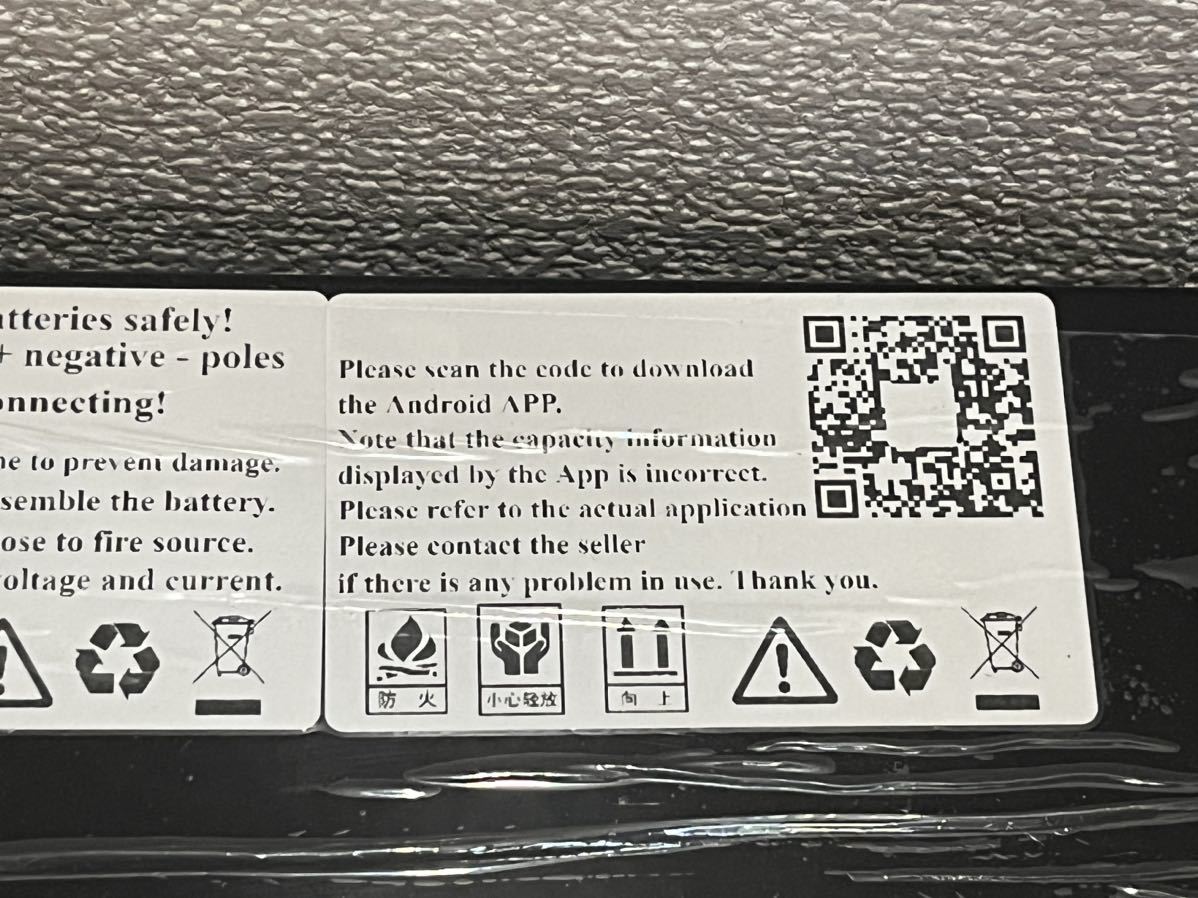 atteries safely!
+ negative - poles
onnecting!
ne to prevent damage.
semble the battery.
ose to fire source.
oltage and current.
Please scan the code to download
the Android APP.
Note that the capacity information
displayed by the App is incorrect.
Please refer to the actual application
Please contact the seller
if there is any problem in use. Thank you.
防 火
小心轻放
向 上